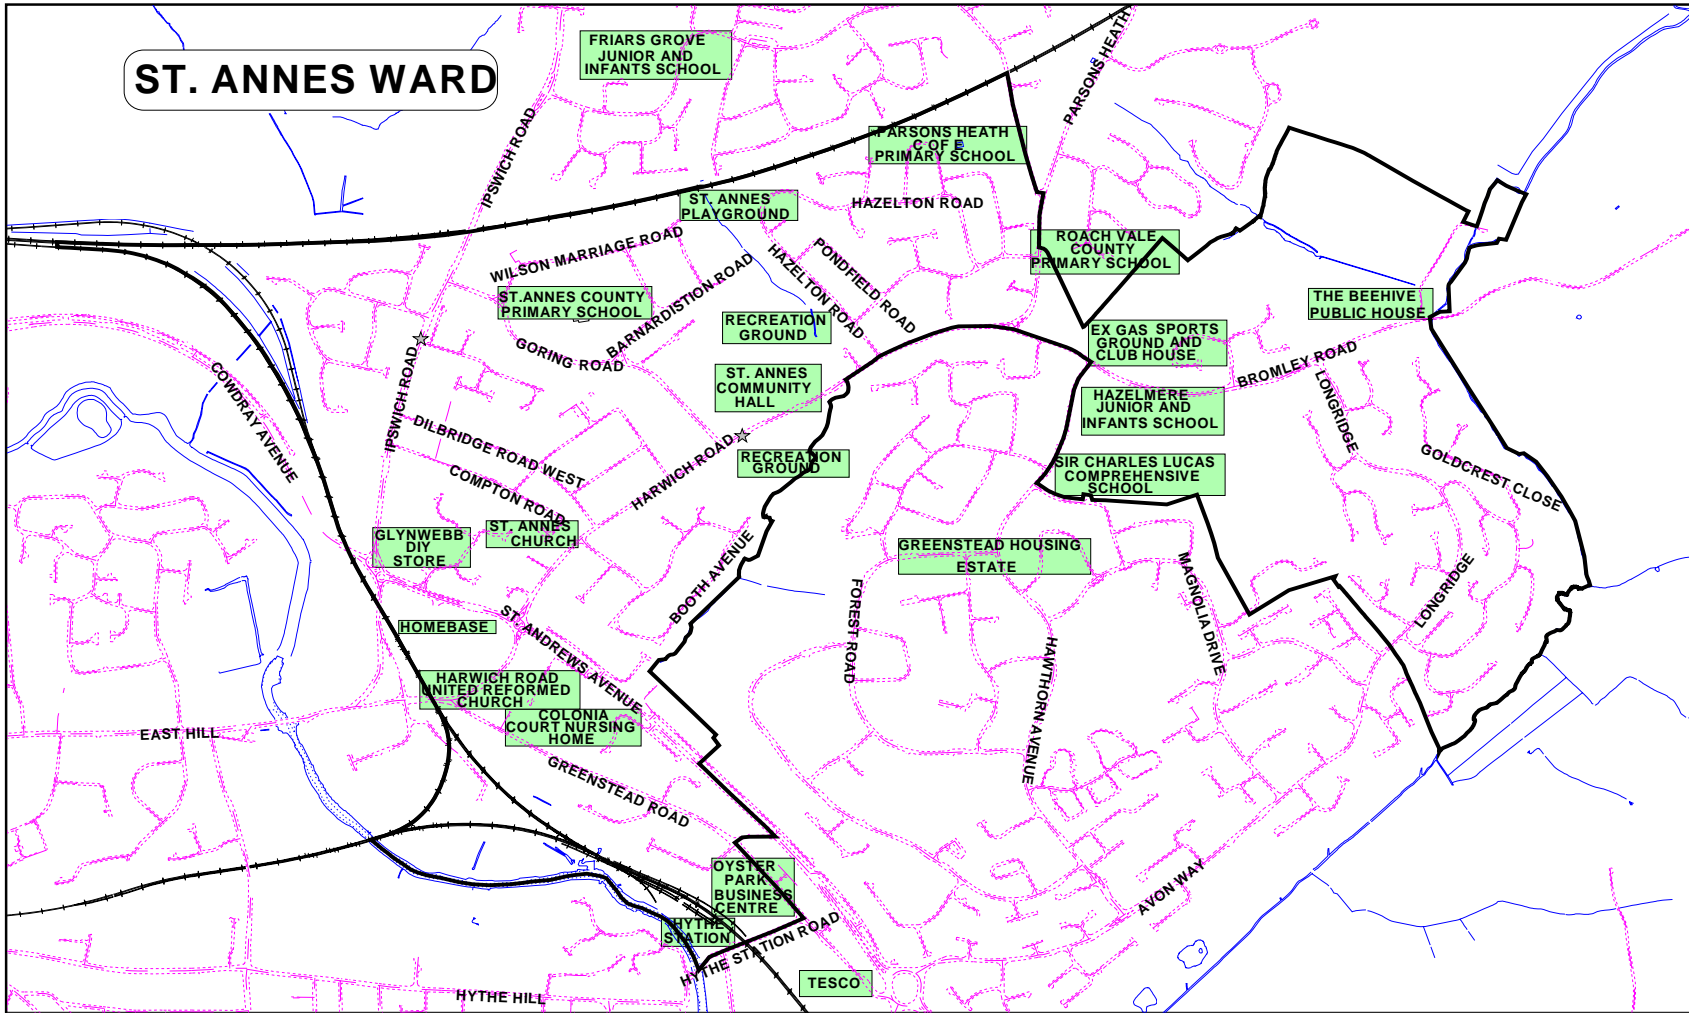 ST. ANNES WARD
FRIARS GROVE
JUNIOR AND
INFANTS SCHOOL
PARSONS HEATH
IPSWICH ROAD
PARSONS HEATH
C OF E
PRIMARY SCHOOL
ST. ANNES
PLAYGROUND
HAZELTON ROAD
WILSON MARRIAGE ROAD
HAZELTON ROAD
PONDFIELD ROAD
ROACH VALE
COUNTY
PRIMARY SCHOOL
ST.ANNES COUNTY
PRIMARY SCHOOL
BARNARDISTION ROAD
RECREATION
GROUND
THE BEEHIVE
PUBLIC HOUSE
GORING ROAD
EX GAS SPORTS
GROUND AND
CLUB HOUSE
IPSWICH ROAD
COWDRAY AVENUE
ST. ANNES
COMMUNITY
HALL
BROMLEY ROAD
LONGRIDGE
HAZELMERE
JUNIOR AND
INFANTS SCHOOL
DILBRIDGE ROAD WEST
HARWICH ROAD
RECREATION
GROUND
SIR CHARLES LUCAS
COMPREHENSIVE
SCHOOL
GOLDCREST CLOSE
COMPTON ROAD
GLYNWEBB
DIY
STORE
ST. ANNES
CHURCH
GREENSTEAD HOUSING
ESTATE
BOOTH AVENUE
FOREST ROAD
MAGNOLIA DRIVE
LONGRIDGE
HOMEBASE
ST. ANDREWS AVENUE
HAWTHORN AVENUE
HARWICH ROAD
UNITED REFORMED
CHURCH
COLONIA
COURT NURSING
HOME
EAST HILL
GREENSTEAD ROAD
OYSTER
PARK
BUSINESS
CENTRE
AVON WAY
HYTHE
STATION
HYTHE STATION ROAD
TESCO
HYTHE HILL